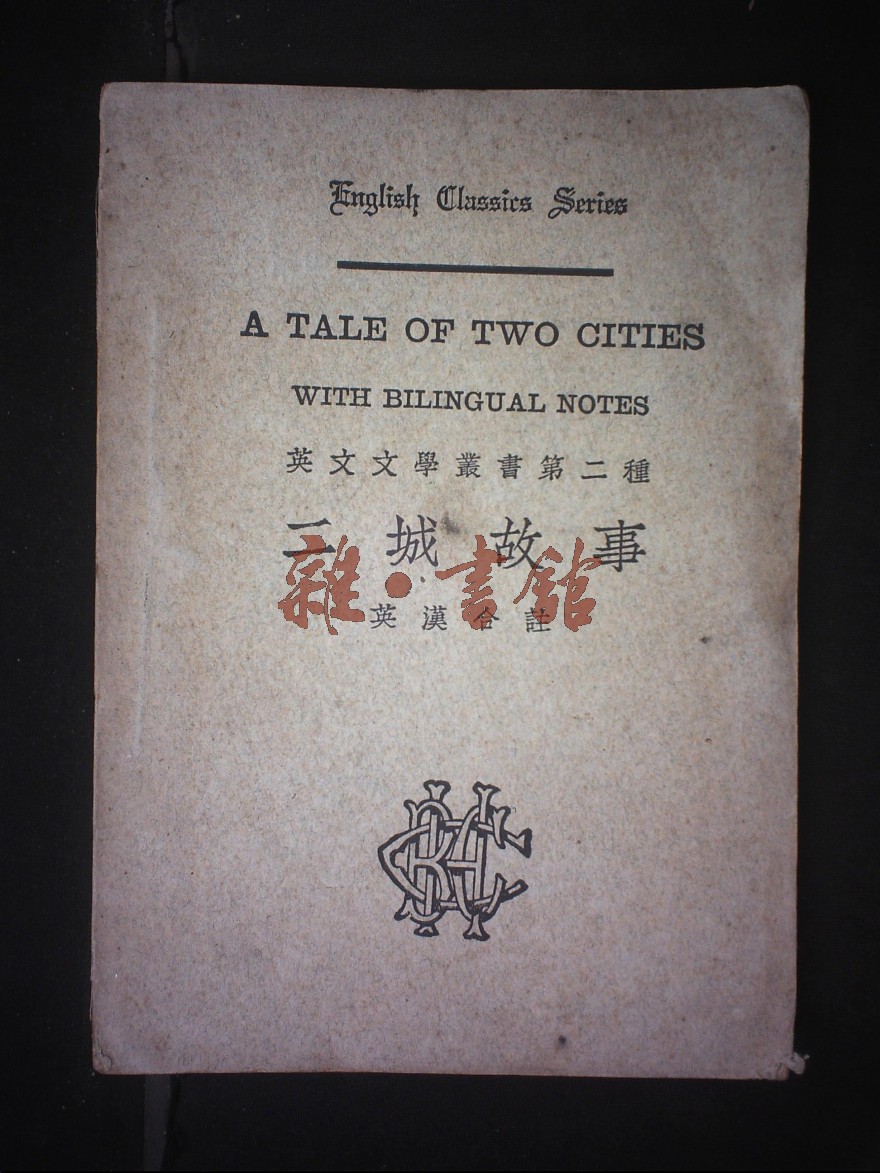 English Classics Series
A TALE OF TWO CITIES
WITH BILINGUAL NOTES
英文文學叢書第二種
二城故事
雜·書館
英漢合註